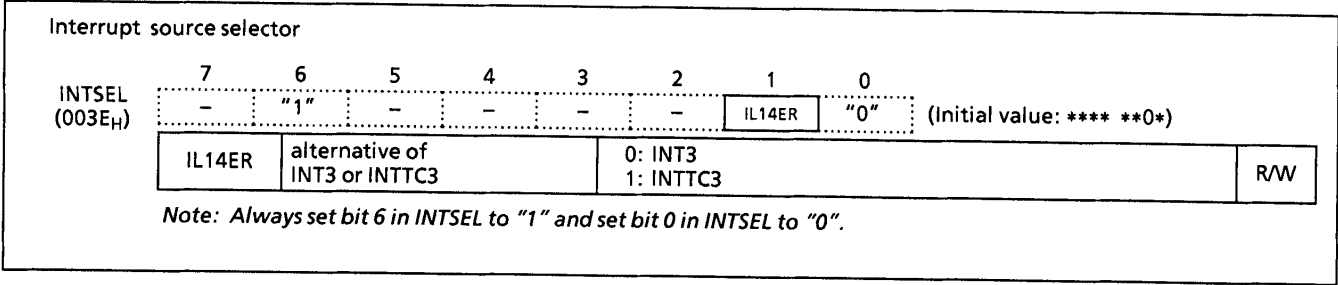 Interrupt source selector
7 6 5 4 3 2 1 0
INTSEL (003EH) – "1" – – – – IL14ER "0" (Initial value: **** **0*)
IL14ER alternative of INT3 or INTTC3 0: INT3 1: INTTC3 R/W
Note: Always set bit 6 in INTSEL to "1" and set bit 0 in INTSEL to "0".